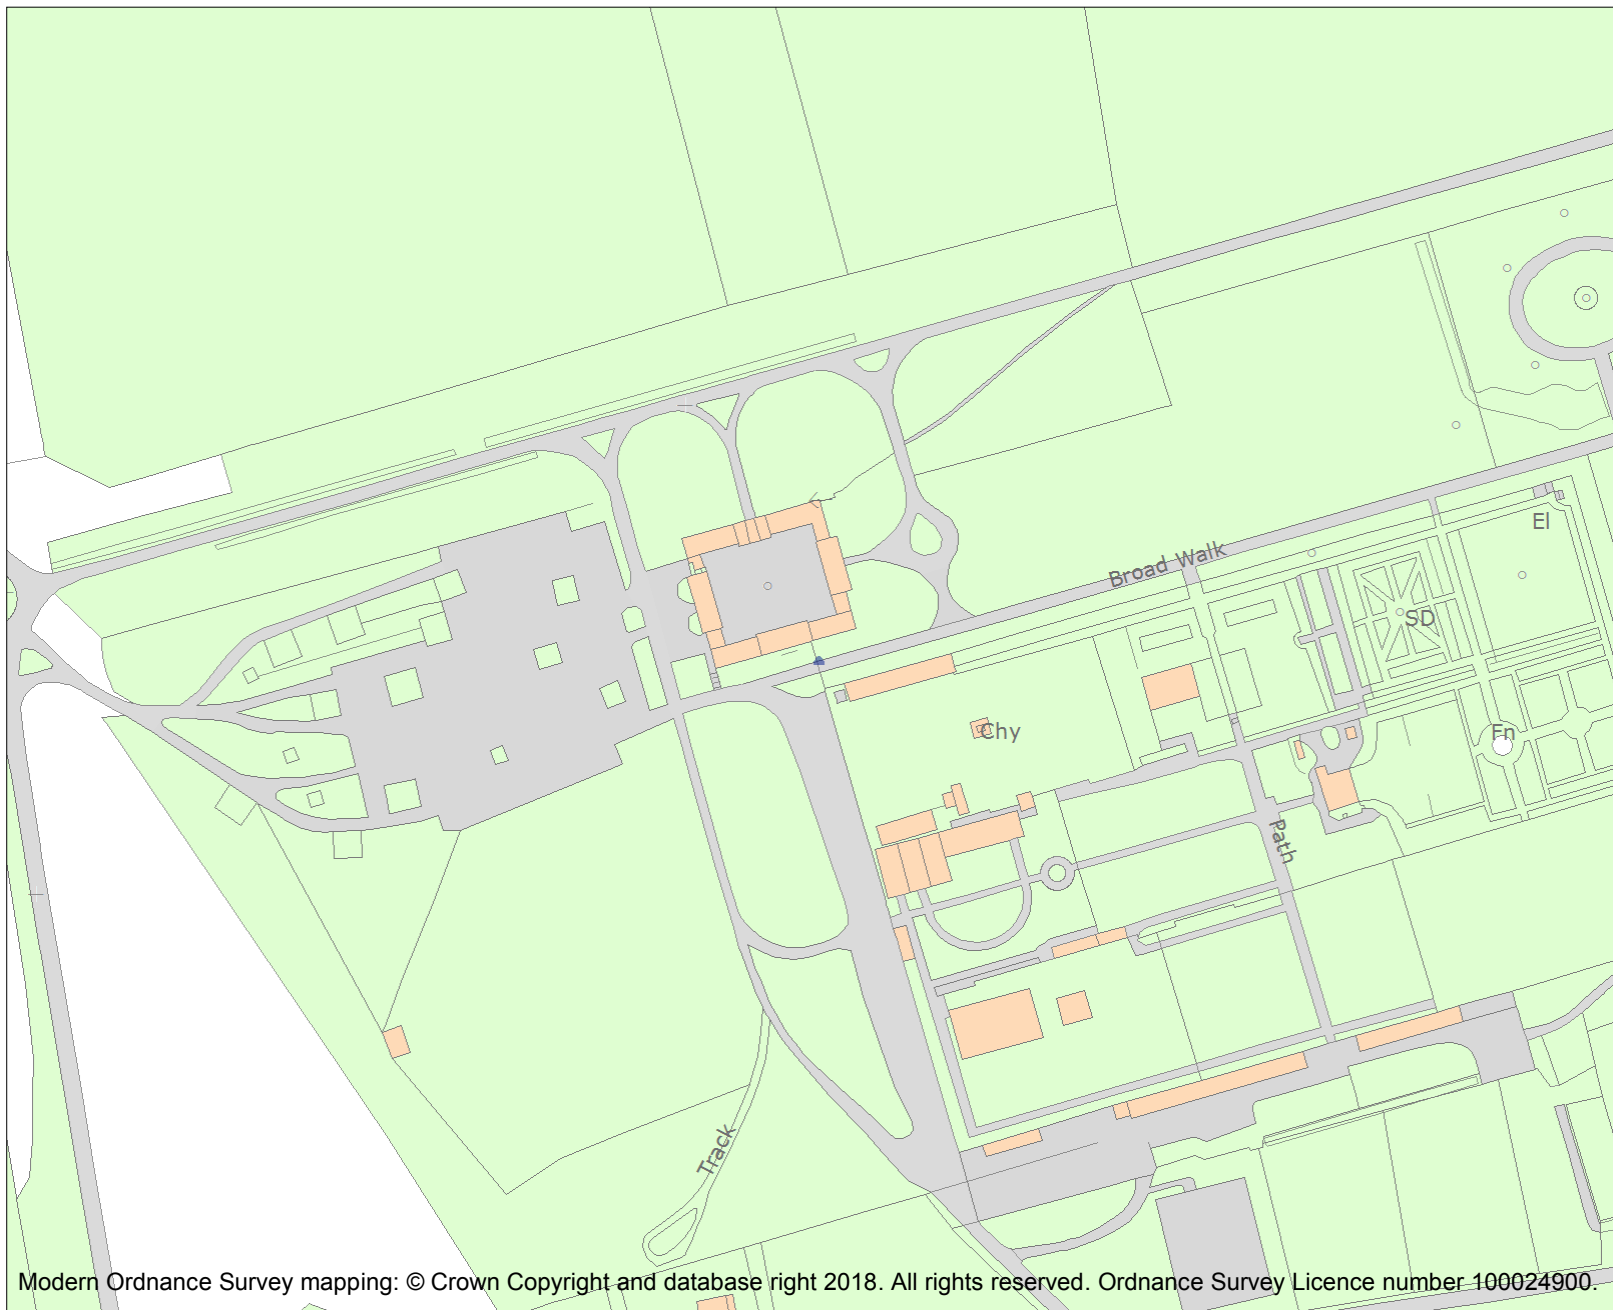 El
Broad Walk
SD
Chy
Fn
Path
Track
Modern Ordnance Survey mapping: © Crown Copyright and database right 2018. All rights reserved. Ordnance Survey Licence number 100024900.